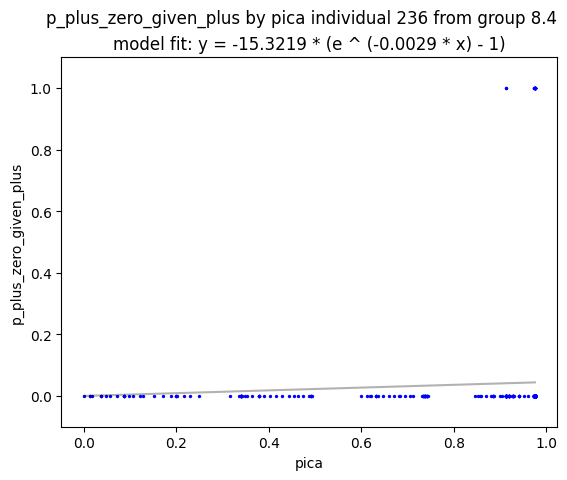 p_plus_zero_given_plus by pica individual 236 from group 8.4
model fit: y = -15.3219 * (e ^ (-0.0029 * x) - 1)
1.0
0.8
0.6
0.4
0.2
0.0
p_plus_zero_given_plus
0.0 0.2 0.4 0.6 0.8 1.0
pica